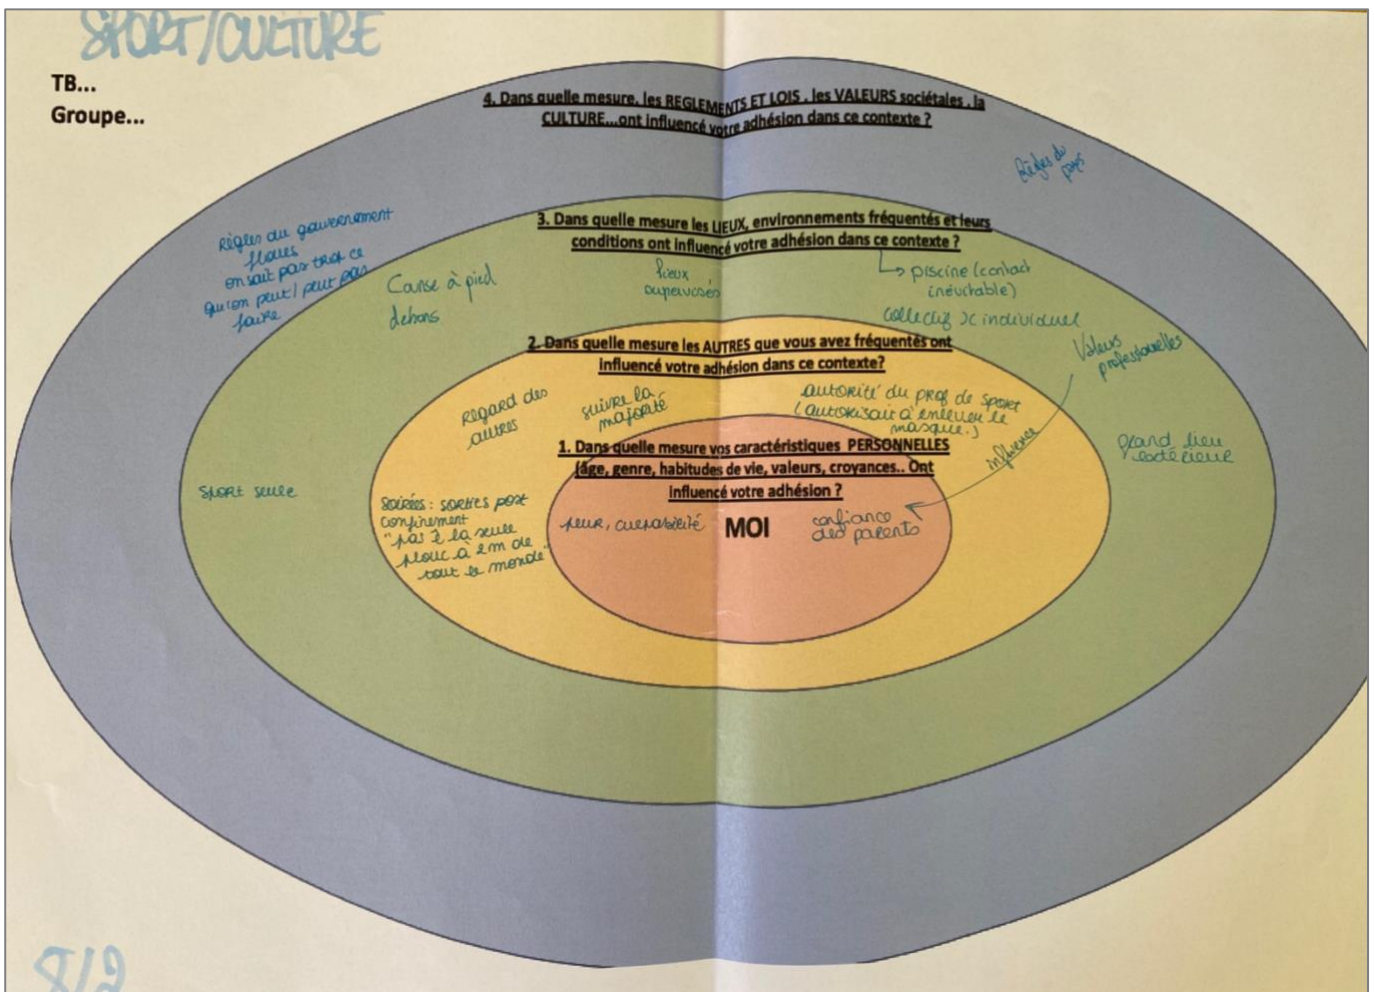 SPORT/CULTURE
TB...
Groupe...
4. Dans quelle mesure, les REGLEMENTS ET LOIS , les VALEURS sociétales , la
CULTURE...ont influencé votre adhésion dans ce contexte ?
Règles du
pays
Règles du gouvernement
floues
on sait pas trop ce
qu'on peut/ peut pas
faire
3. Dans quelle mesure les LIEUX, environnements fréquentés et leurs
conditions ont influencé votre adhésion dans ce contexte ?
Course à pied
dehors
lieux
supervisés
piscine (contact
inévitable)
collectif >< individuel
Valeurs
professionnelles
2. Dans quelle mesure les AUTRES que vous avez fréquentés ont
influencé votre adhésion dans ce contexte?
regard des
autres
suivre la
majorité
autorité du prof de sport
(autorisait à enlever le
masque.)
influence
grand lieu
extérieur
1. Dans quelle mesure vos caractéristiques PERSONNELLES
(âge, genre, habitudes de vie, valeurs, croyances.. Ont
influencé votre adhésion ?
Sport seule
Soirées : sorties post
confinement
"pas ê la seule
plouc à 2m de
tout le monde"
peur, culpabilité
MOI
confiance
des parents